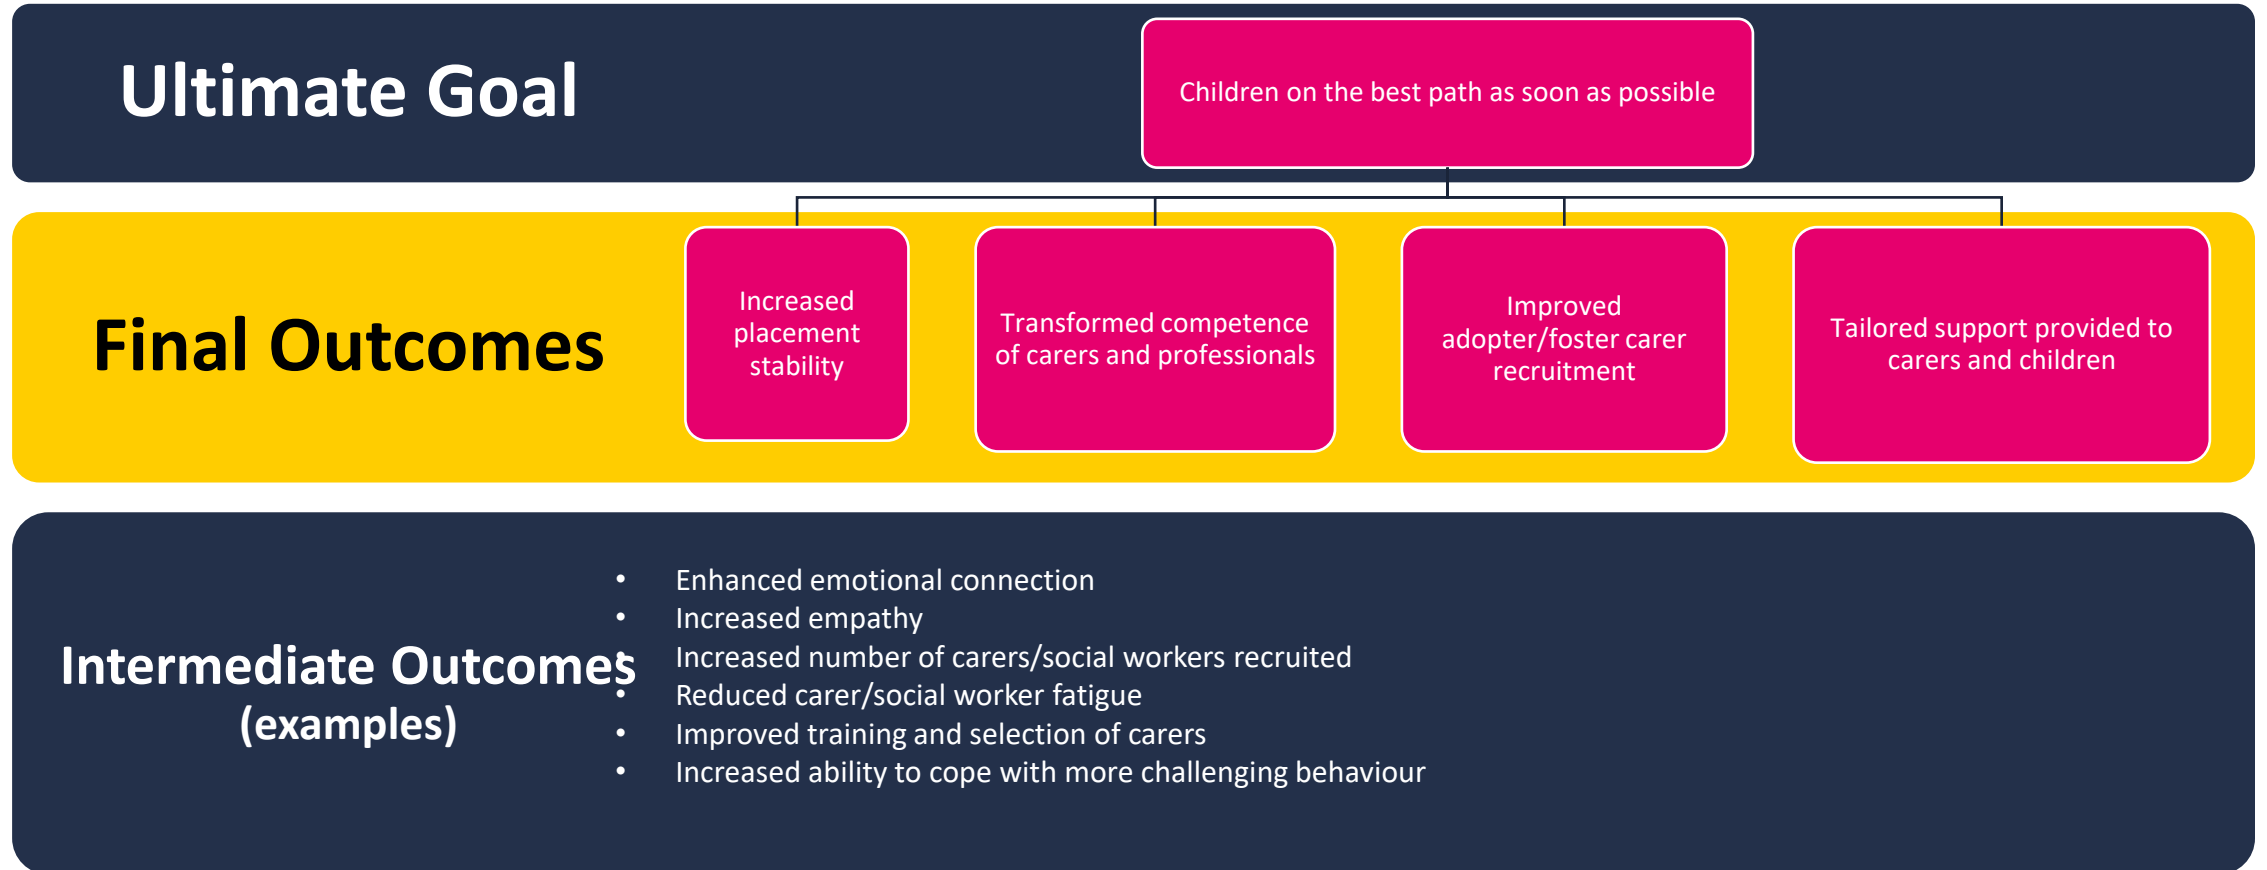 Ultimate Goal
Children on the best path as soon as possible
Final Outcomes
Increased
placement
stability
Transformed competence
of carers and professionals
Improved
adopter/foster carer
recruitment
Tailored support provided to
carers and children
Intermediate Outcomes
(examples)
• Enhanced emotional connection
• Increased empathy
• Increased number of carers/social workers recruited
• Reduced carer/social worker fatigue
• Improved training and selection of carers
• Increased ability to cope with more challenging behaviour